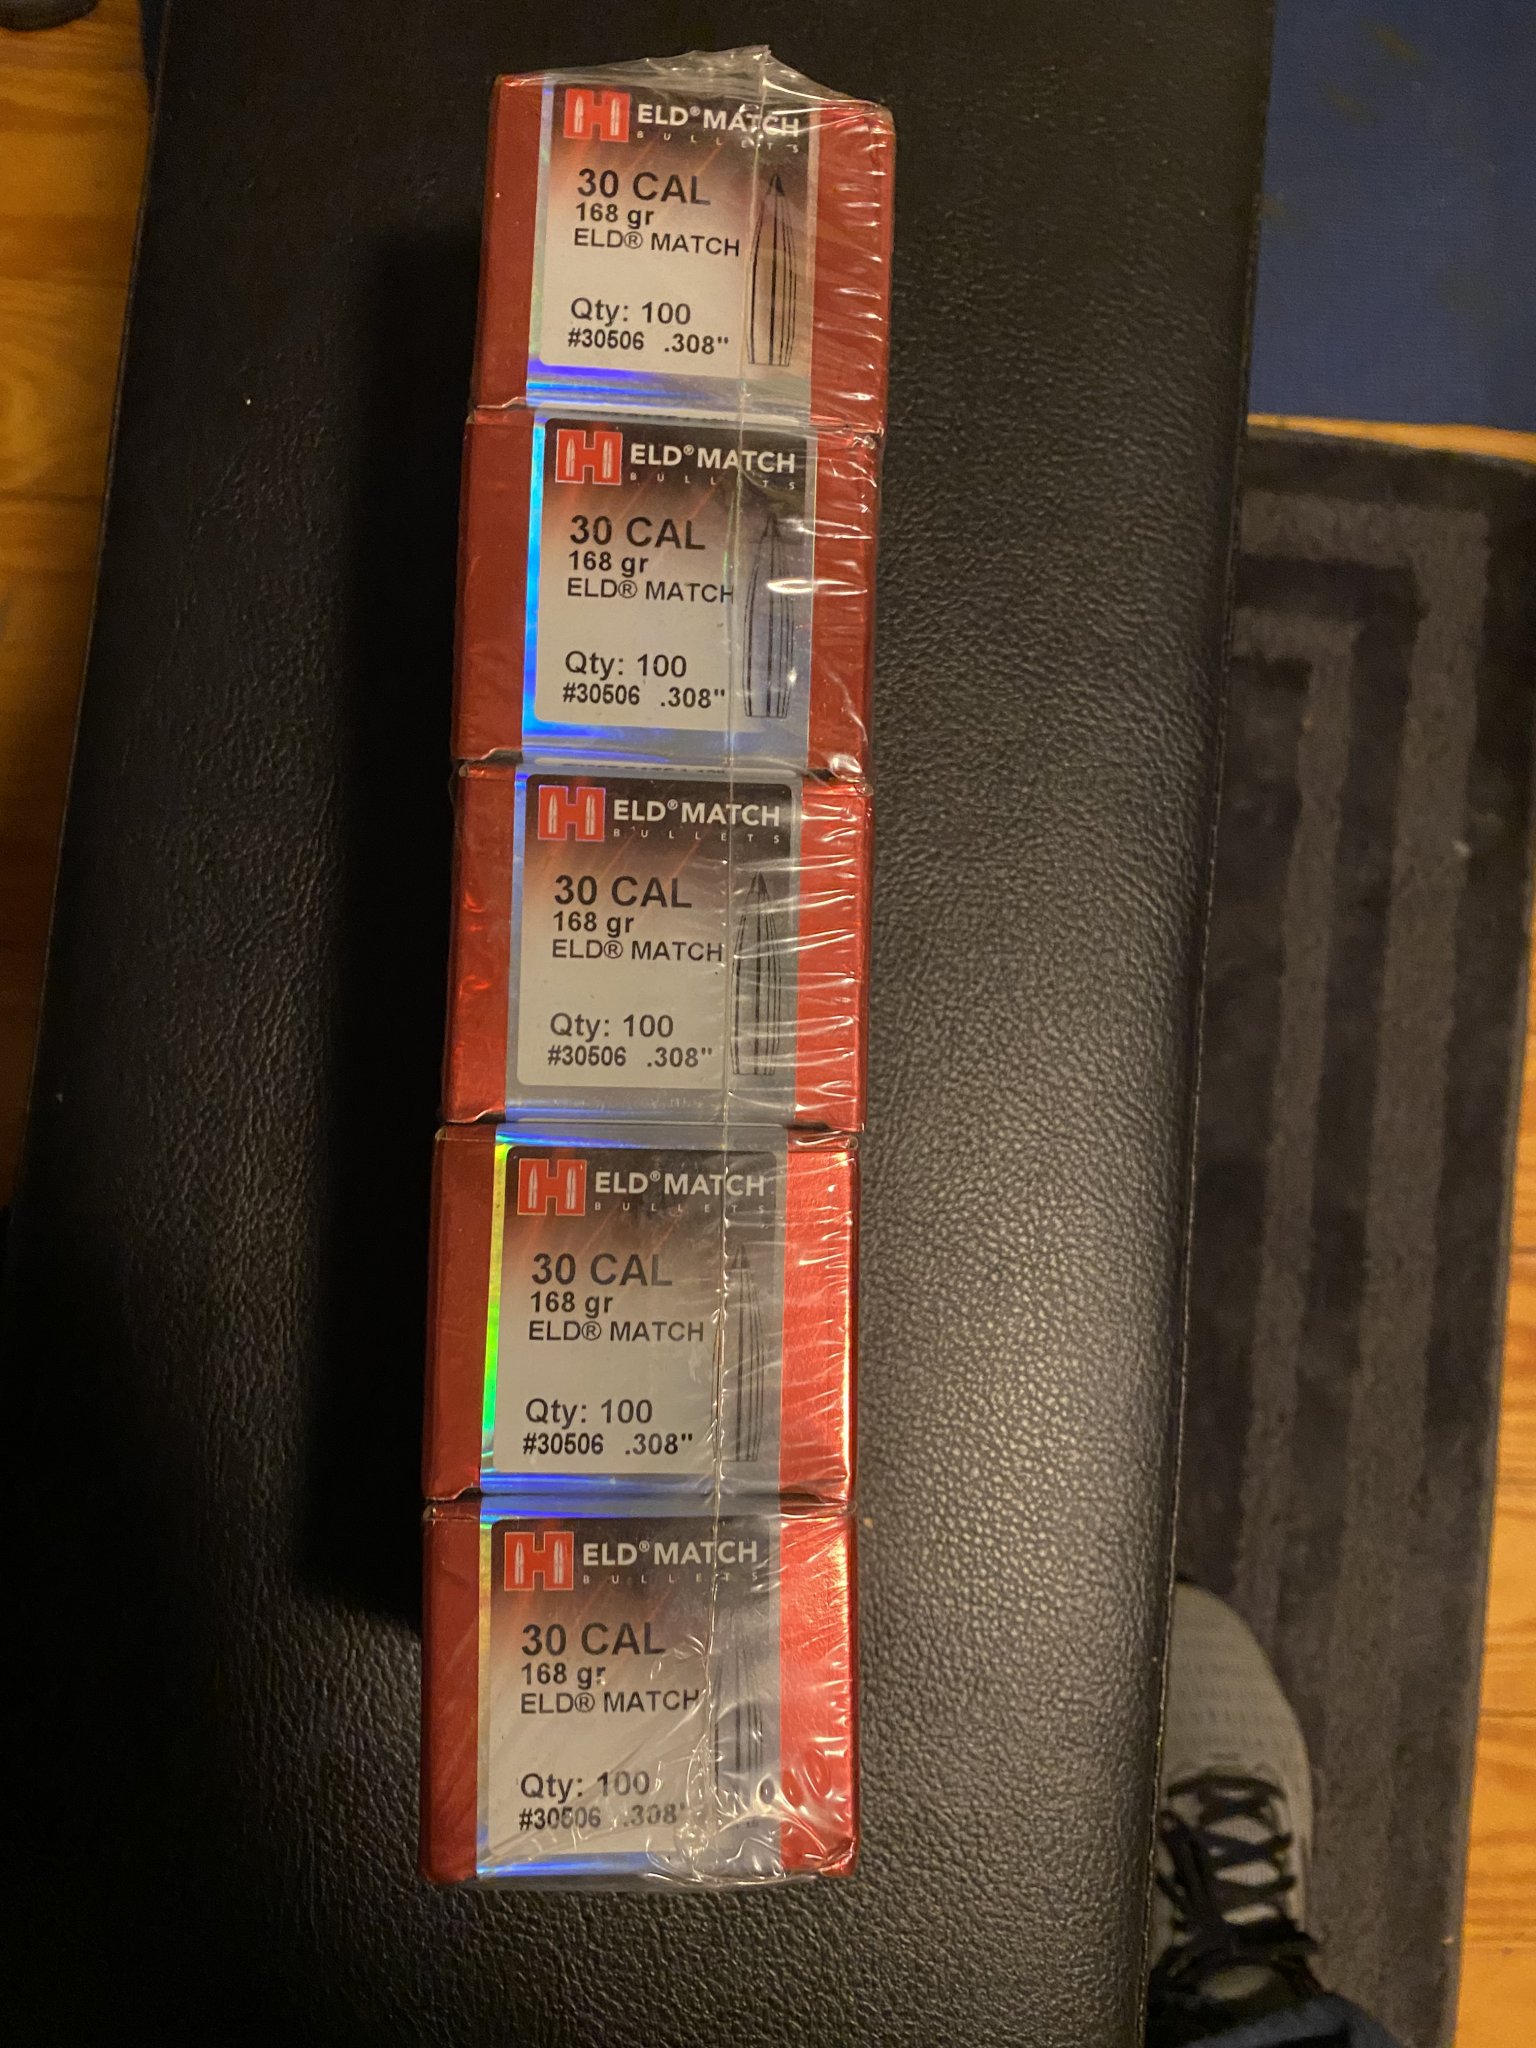 ELD® MATCH
BULLETS
30 CAL
168 gr
ELD® MATCH
Qty: 100
#30506 .308"
ELD® MATCH
BULLETS
30 CAL
168 gr
ELD® MATCH
Qty: 100
#30506 .308"
ELD® MATCH
BULLETS
30 CAL
168 gr
ELD® MATCH
Qty: 100
#30506 .308"
ELD® MATCH
BULLETS
30 CAL
168 gr
ELD® MATCH
Qty: 100
#30506 .308"
ELD® MATCH
BULLETS
30 CAL
168 gr
ELD® MATCH
Qty: 100
#30506 .308"